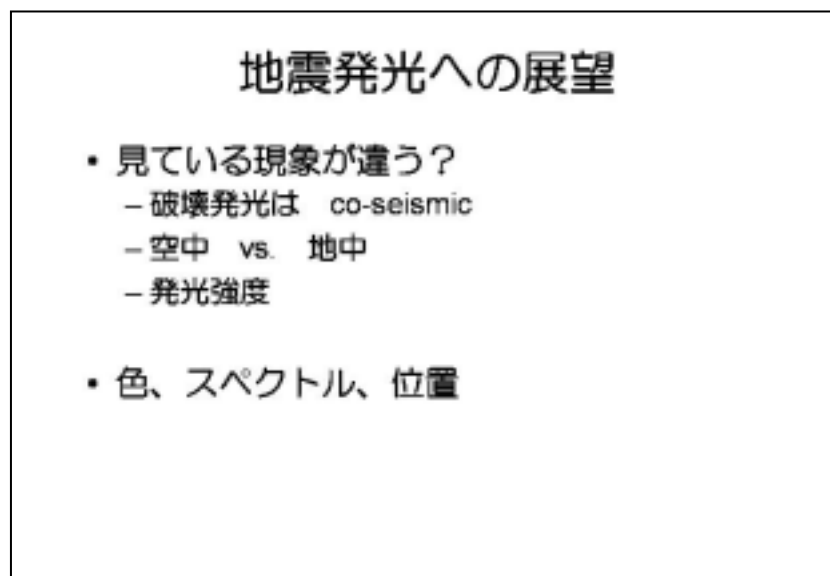 地震発光への展望
• 見ている現象が違う？
– 破壊発光は　co-seismic
– 空中　vs.　地中
– 発光強度
• 色、スペクトル、位置